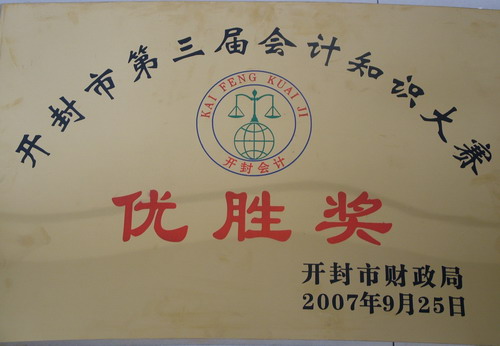 开封市第三届会计知识大赛
KAI FENG KUAI JI
开封会计
优胜奖
开封市财政局
2007年9月25日